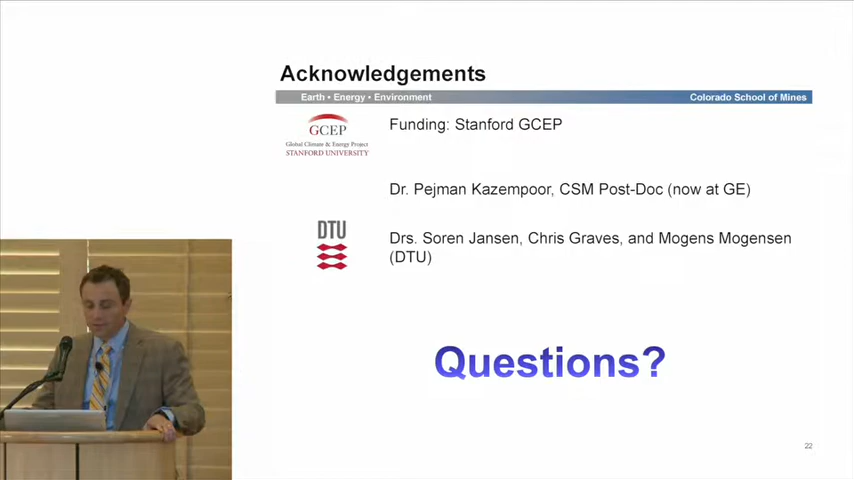 Acknowledgements
Earth • Energy • Environment
Colorado School of Mines
GCEP
Global Climate & Energy Project
STANFORD UNIVERSITY
Funding: Stanford GCEP
Dr. Pejman Kazempoor, CSM Post-Doc (now at GE)
DTU
Drs. Soren Jansen, Chris Graves, and Mogens Mogensen
(DTU)
Questions?
22